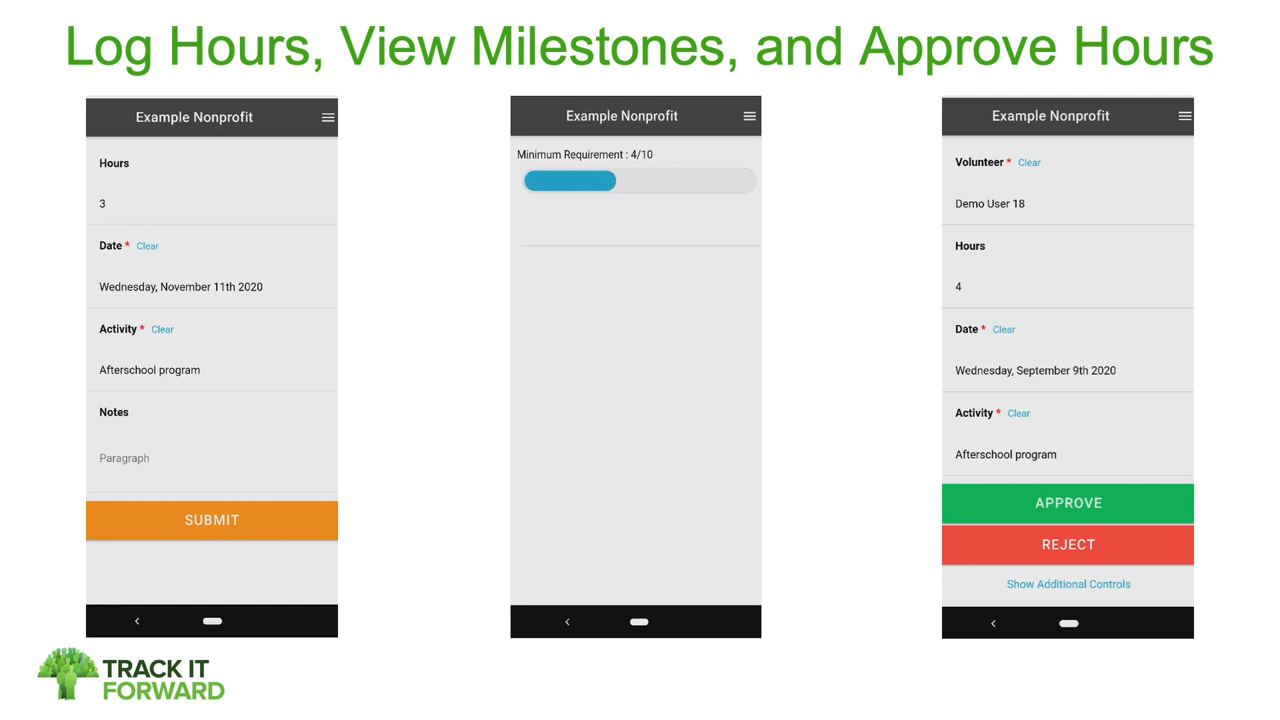 Log Hours, View Milestones, and Approve Hours
Example Nonprofit
Hours
3
Date * Clear
Wednesday, November 11th 2020
Activity * Clear
Afterschool program
Notes
Paragraph
SUBMIT
Example Nonprofit
Minimum Requirement : 4/10
Example Nonprofit
Volunteer * Clear
Demo User 18
Hours
4
Date * Clear
Wednesday, September 9th 2020
Activity * Clear
Afterschool program
APPROVE
REJECT
Show Additional Controls
TRACK IT
FORWARD